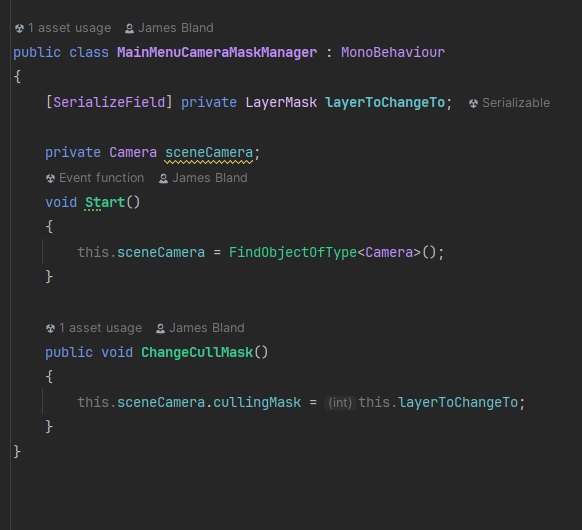 1 asset usage James Bland
public class MainMenuCameraMaskManager : MonoBehaviour
{
[SerializeField] private LayerMask layerToChangeTo; Serializable
private Camera sceneCamera;
Event function James Bland
void Start()
{
this.sceneCamera = FindObjectOfType<Camera>();
}
1 asset usage James Bland
public void ChangeCullMask()
{
this.sceneCamera.cullingMask = (int) this.layerToChangeTo;
}
}